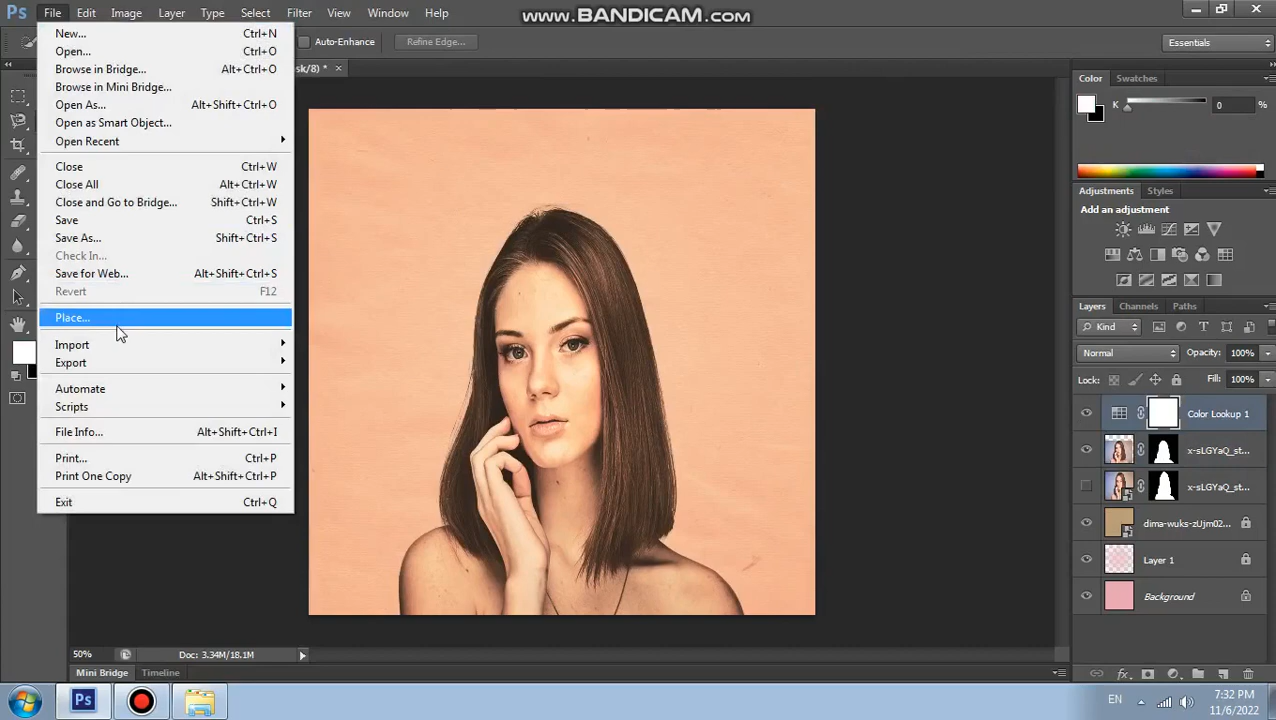 Ps File Edit Image Layer Type Select Filter View Window Help
www.BANDICAM.com
Auto-Enhance Refine Edge... Essentials
sk/8) * ×
New... Ctrl+N
Open... Ctrl+O
Browse in Bridge... Alt+Ctrl+O
Browse in Mini Bridge...
Open As... Alt+Shift+Ctrl+O
Open as Smart Object...
Open Recent
Close Ctrl+W
Close All Alt+Ctrl+W
Close and Go to Bridge... Shift+Ctrl+W
Save Ctrl+S
Save As... Shift+Ctrl+S
Check In...
Save for Web... Alt+Shift+Ctrl+S
Revert F12
Place...
Import
Export
Automate
Scripts
File Info... Alt+Shift+Ctrl+I
Print... Ctrl+P
Print One Copy Alt+Shift+Ctrl+P
Exit Ctrl+Q
Color Swatches
K 0 %
Adjustments Styles
Add an adjustment
Layers Channels Paths
Kind
Normal Opacity: 100%
Lock: Fill: 100%
Color Lookup 1
x-sLGYaQ_st...
x-sLGYaQ_st...
dima-wuks-zIJjm02...
Layer 1
Background
50% Doc: 3.34M/18.1M
Mini Bridge Timeline
Ps EN 7:32 PM
11/6/2022